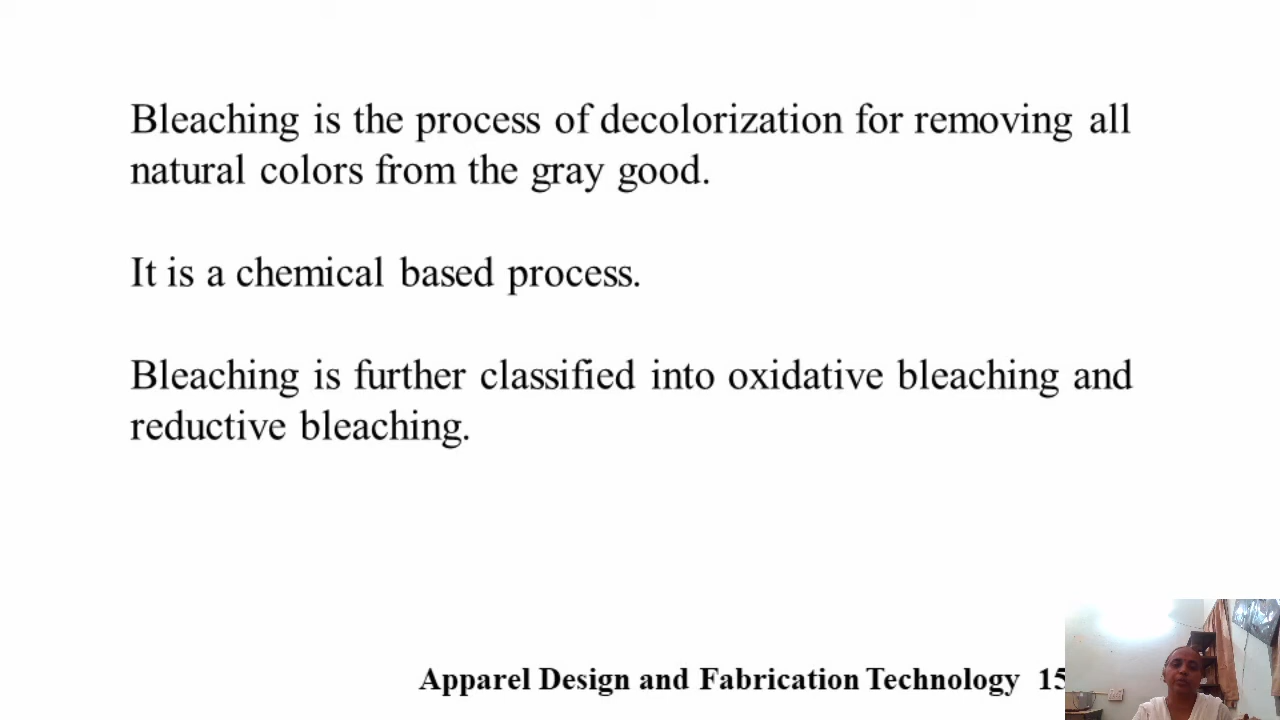 Bleaching is the process of decolorization for removing all
natural colors from the gray good.
It is a chemical based process.
Bleaching is further classified into oxidative bleaching and
reductive bleaching.
Apparel Design and Fabrication Technology 15